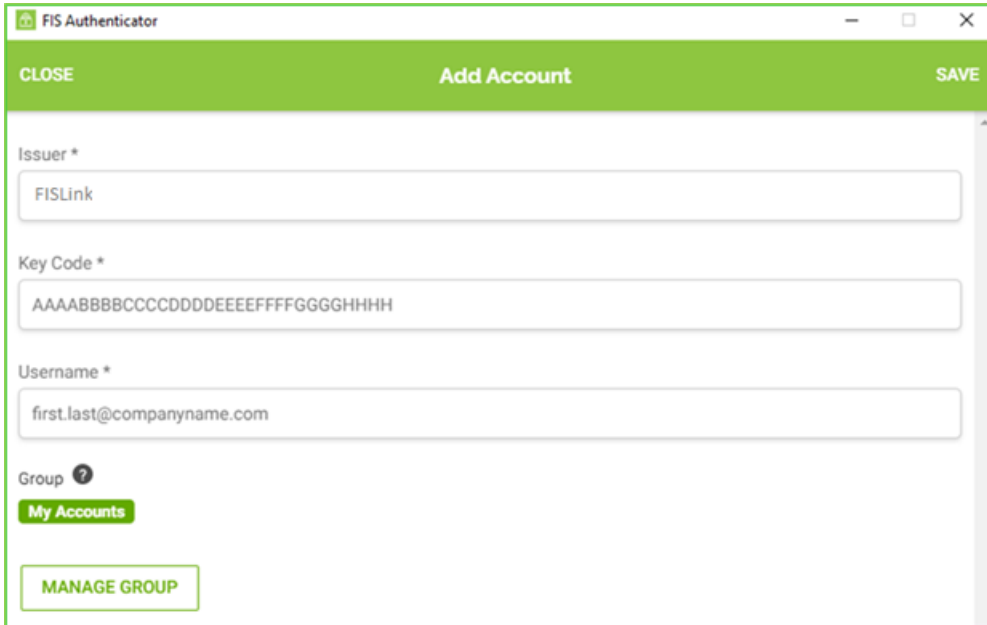 FIS Authenticator
CLOSE Add Account SAVE
Issuer *
FISLink
Key Code *
AAAABBBBCCCCDDDDEEEEFFFFGGGGHHHH
Username *
first.last@companyname.com
Group ?
My Accounts
MANAGE GROUP